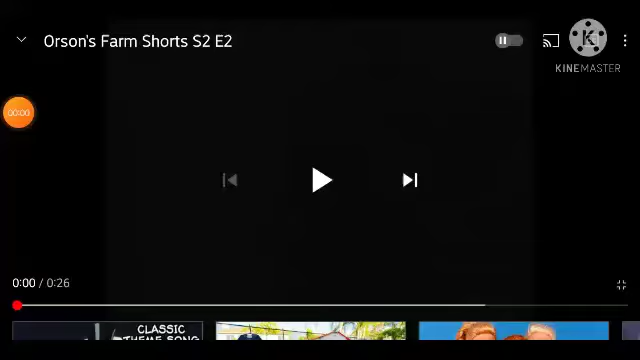 Orson's Farm Shorts S2 E2
KINEMASTER
00:00
0:00 / 0:26
CLASSIC
THEME SONG